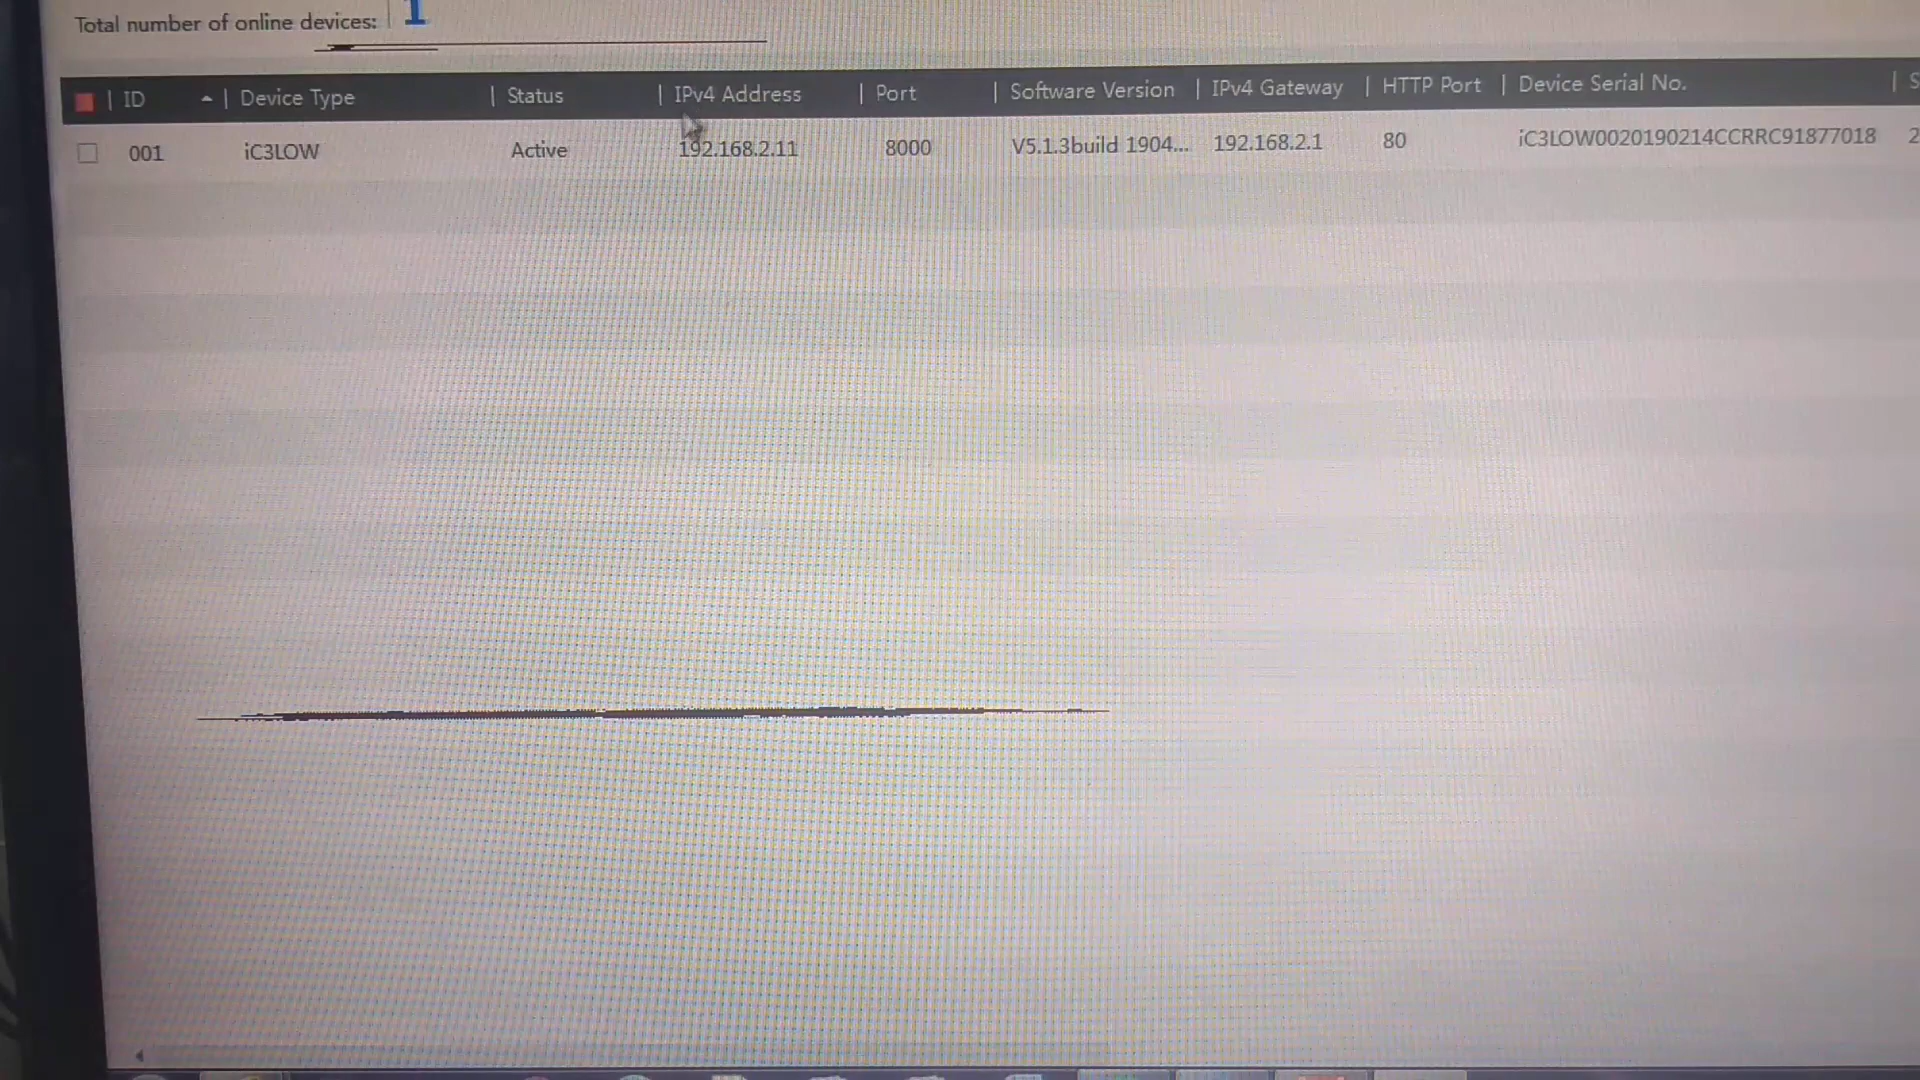 Total number of online devices: 1
ID | Device Type | Status | IPv4 Address | Port | Software Version | IPv4 Gateway | HTTP Port | Device Serial No. | S
001 iC3LOW Active 192.168.2.11 8000 V5.1.3build 1904... 192.168.2.1 80 iC3LOW0020190214CCRRC91877018 2